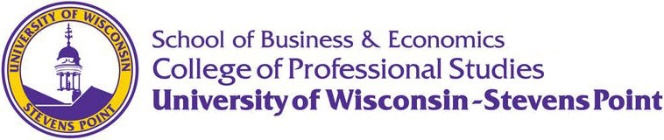 UNIVERSITY OF WISCONSIN
STEVENS POINT
School of Business & Economics
College of Professional Studies
University of Wisconsin-Stevens Point